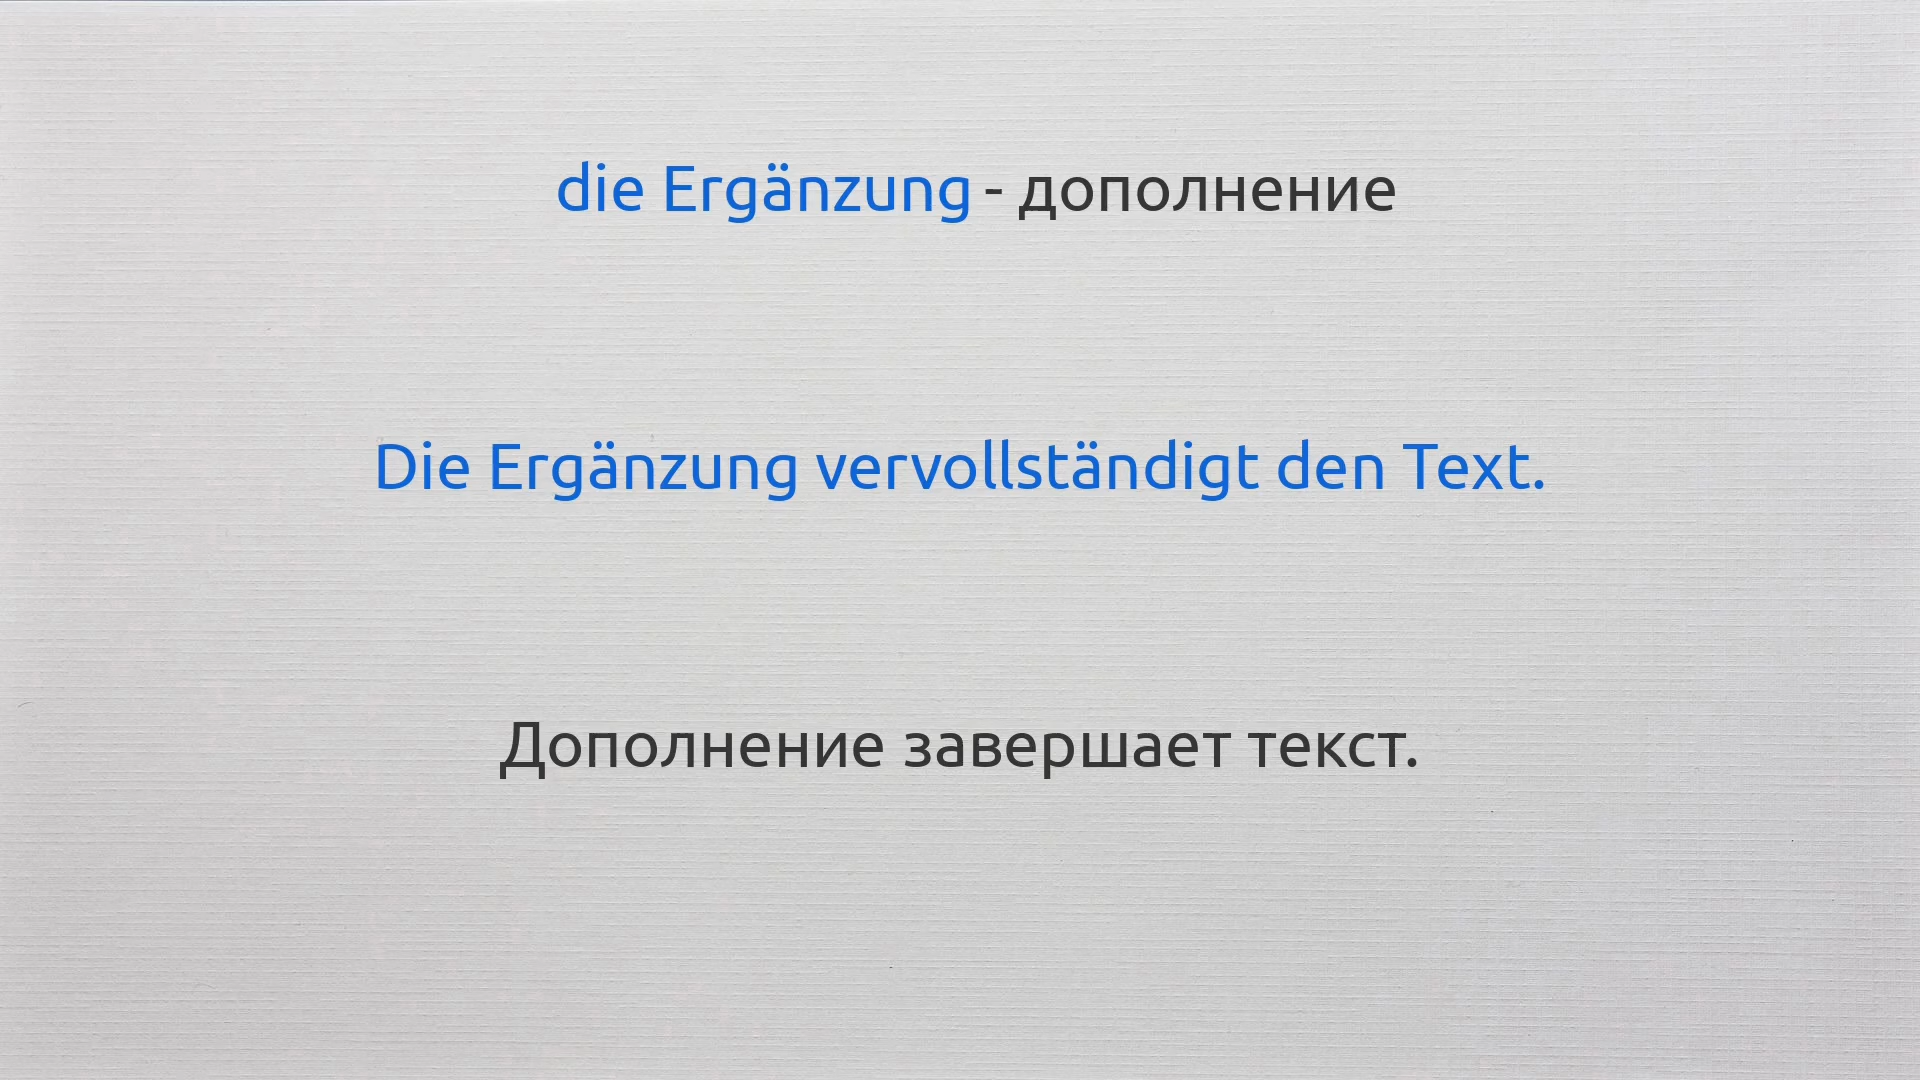 die Ergänzung - дополнение
Die Ergänzung vervollständigt den Text.
Дополнение завершает текст.